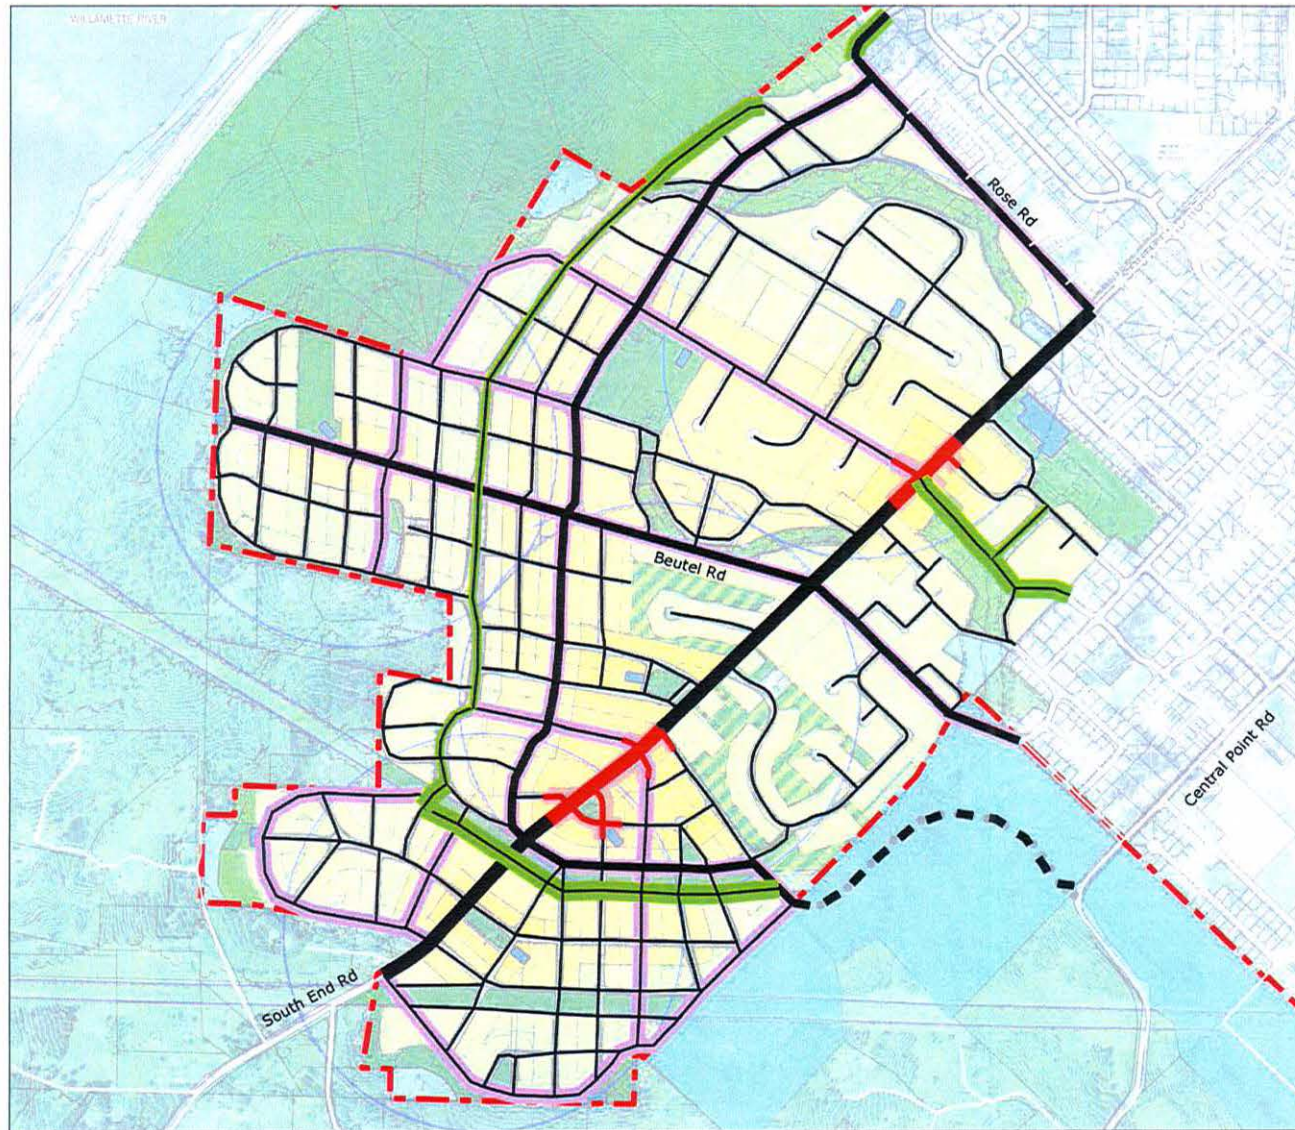 WILLAMETTE RIVER
Rose Rd
Beutel Rd
Central Point Rd
South End Rd